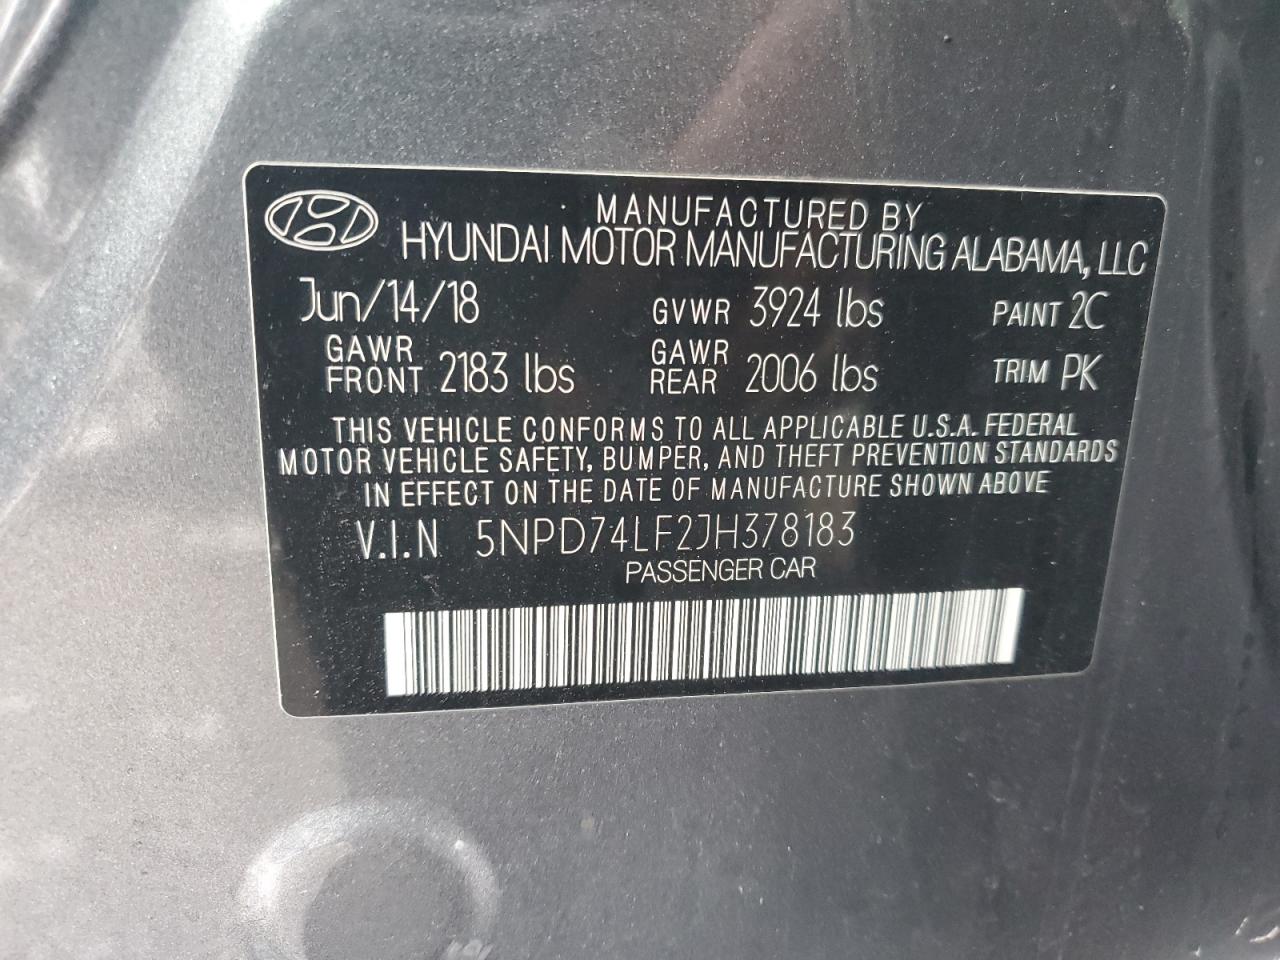 MANUFACTURED BY
HYUNDAI MOTOR MANUFACTURING ALABAMA, LLC
Jun/14/18 GVWR 3924 lbs PAINT 2C
GAWR FRONT 2183 lbs GAWR REAR 2006 lbs TRIM PK
THIS VEHICLE CONFORMS TO ALL APPLICABLE U.S.A. FEDERAL
MOTOR VEHICLE SAFETY, BUMPER, AND THEFT PREVENTION STANDARDS
IN EFFECT ON THE DATE OF MANUFACTURE SHOWN ABOVE
V.I.N 5NPD74LF2JH378183
PASSENGER CAR